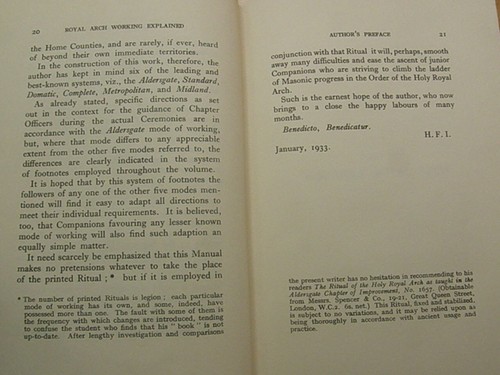 20 ROYAL ARCH WORKING EXPLAINED
the Home Counties, and are rarely, if ever, heard
of beyond their own immediate territories.
In the construction of this work, therefore, the
author has kept in mind six of the leading and
best-known systems, viz., the Aldersgate, Standard,
Domatic, Complete, Metropolitan, and Midland.
As already stated, specific directions as set
out in the context for the guidance of Chapter
Officers during the actual Ceremonies are in
accordance with the Aldersgate mode of working,
but, where that mode differs to any appreciable
extent from the other five modes referred to, the
differences are clearly indicated in the system
of footnotes employed throughout the volume.
It is hoped that by this system of footnotes the
followers of any one of the other five modes men-
tioned will find it easy to adapt all directions to
meet their individual requirements. It is believed,
too, that Companions favouring any lesser known
mode of working will also find such adaption an
equally simple matter.
It need scarcely be emphasized that this Manual
makes no pretensions whatever to take the place
of the printed Ritual ;* but if it is employed in
* The number of printed Rituals is legion ; each particular
mode of working has its own, and some, indeed, have
possessed more than one. The fault with some of them is
the frequency with which changes are introduced, tending
to confuse the student who finds that his " book " is not
up-to-date. After lengthy investigation and comparisons
AUTHOR'S PREFACE 21
conjunction with that Ritual it will, perhaps, smooth
away many difficulties and ease the ascent of junior
Companions who are striving to climb the ladder
of Masonic progress in the Order of the Holy Royal
Arch.
Such is the earnest hope of the author, who now
brings to a close the happy labours of many
months.
Benedicto, Benedicatur.
H. F. I.
January, 1933.
the present writer has no hesitation in recommending to his
readers The Ritual of the Holy Royal Arch as taught in the
Aldersgate Chapter of Improvement, No. 1657. [Obtainable
from Messrs. Spencer & Co., 19-21, Great Queen Street,
London, W.C.2. 6s. net.] This Ritual, fixed and stabilized,
is subject to no variations, and it may be relied upon as
being thoroughly in accordance with ancient usage and
practice.